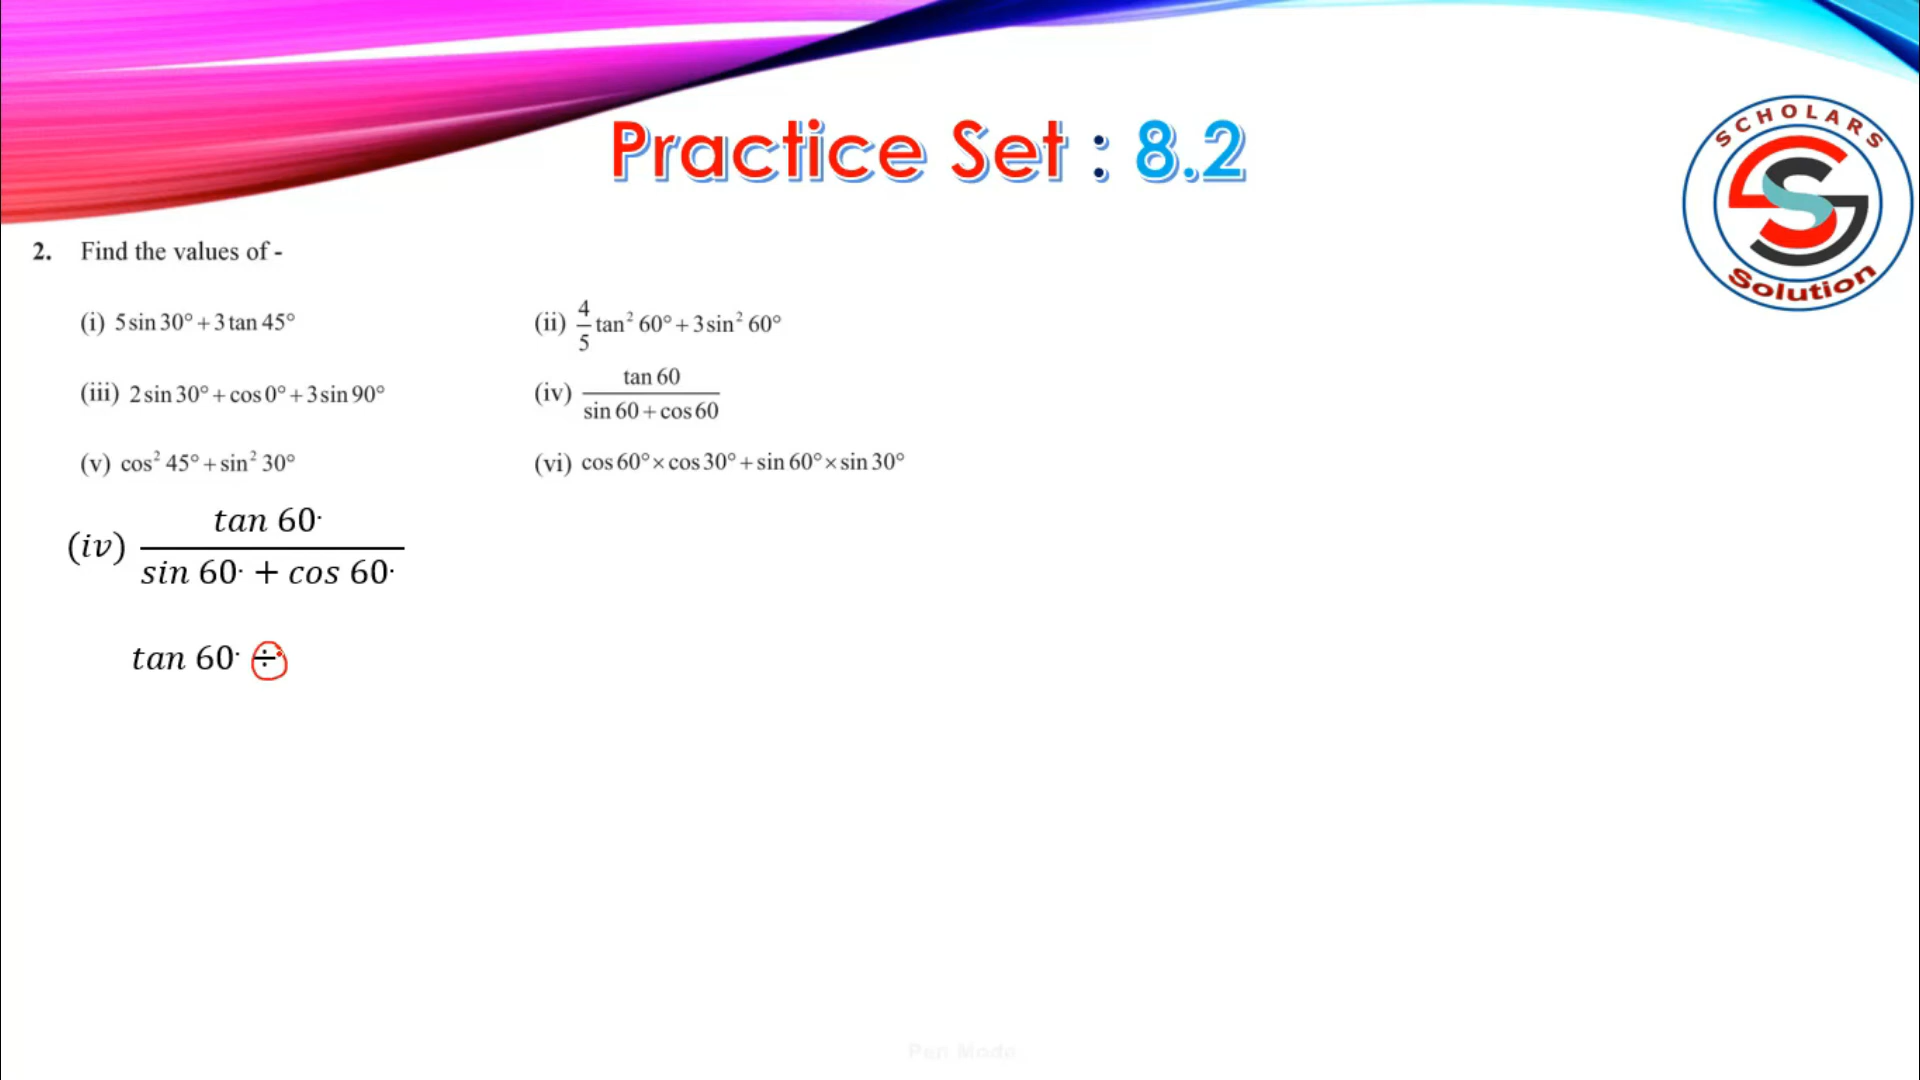 Practice Set : 8.2
SCHOLARS
Solution
2. Find the values of -
(i) 5 sin 30° + 3 tan 45°
(ii) 4/5 tan² 60° + 3 sin² 60°
(iii) 2 sin 30° + cos 0° + 3 sin 90°
(iv) tan 60 / sin 60 + cos 60
(v) cos² 45° + sin² 30°
(vi) cos 60° × cos 30° + sin 60° × sin 30°
(iv) tan 60· / sin 60· + cos 60·
tan 60· ÷
Pen Mode